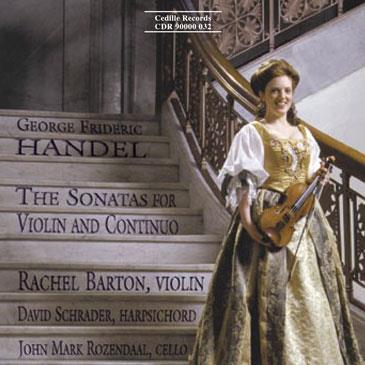 Cedille Records
CDR 90000 032
GEORGE FRIDERIC
HANDEL
THE SONATAS FOR
VIOLIN AND CONTINUO
RACHEL BARTON, VIOLIN
DAVID SCHRADER, HARPSICHORD
JOHN MARK ROZENDAAL, CELLO